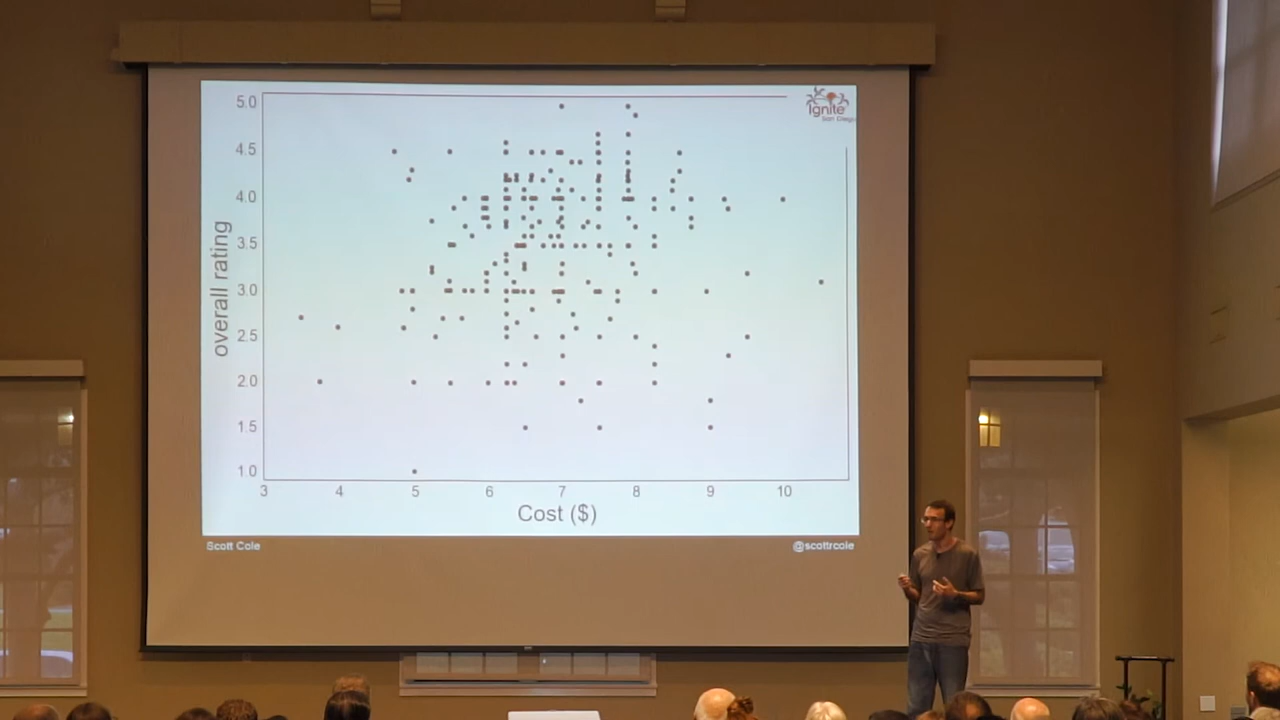 Ignite
San Diego
5.0
4.5
4.0
3.5
3.0
2.5
2.0
1.5
1.0
overall rating
3 4 5 6 7 8 9 10
Cost ($)
Scott Cole @scottrcole